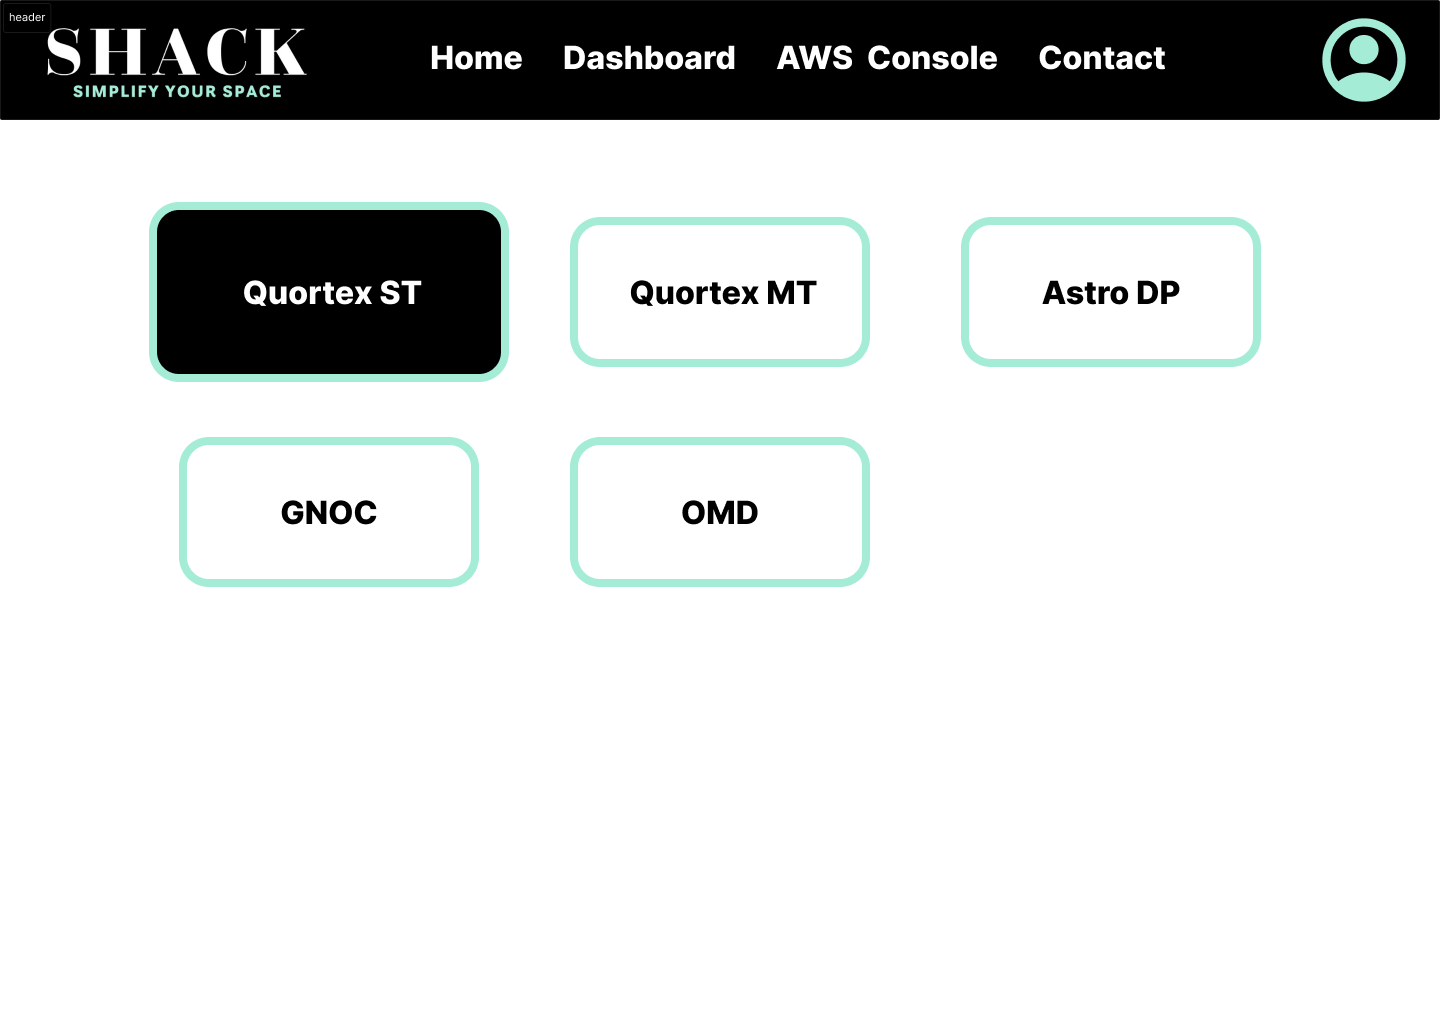 header
SHACK
SIMPLIFY YOUR SPACE
Home Dashboard AWS Console Contact
Quortex ST
Quortex MT
Astro DP
GNOC
OMD